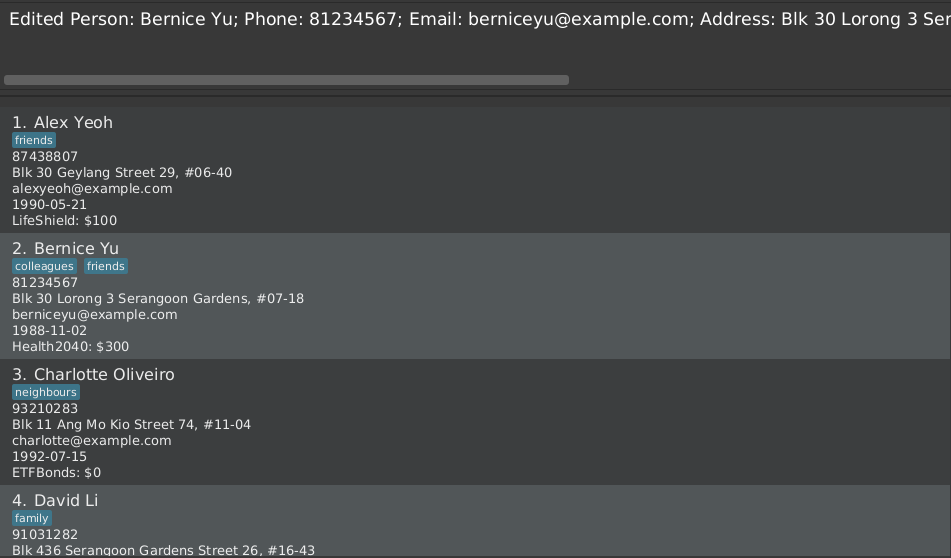 Edited Person: Bernice Yu; Phone: 81234567; Email: berniceyu@example.com; Address: Blk 30 Lorong 3 Ser
1. Alex Yeoh
friends
87438807
Blk 30 Geylang Street 29, #06-40
alexyeoh@example.com
1990-05-21
LifeShield: $100
2. Bernice Yu
colleagues friends
81234567
Blk 30 Lorong 3 Serangoon Gardens, #07-18
berniceyu@example.com
1988-11-02
Health2040: $300
3. Charlotte Oliveiro
neighbours
93210283
Blk 11 Ang Mo Kio Street 74, #11-04
charlotte@example.com
1992-07-15
ETFBonds: $0
4. David Li
family
91031282
Blk 436 Serangoon Gardens Street 26, #16-43